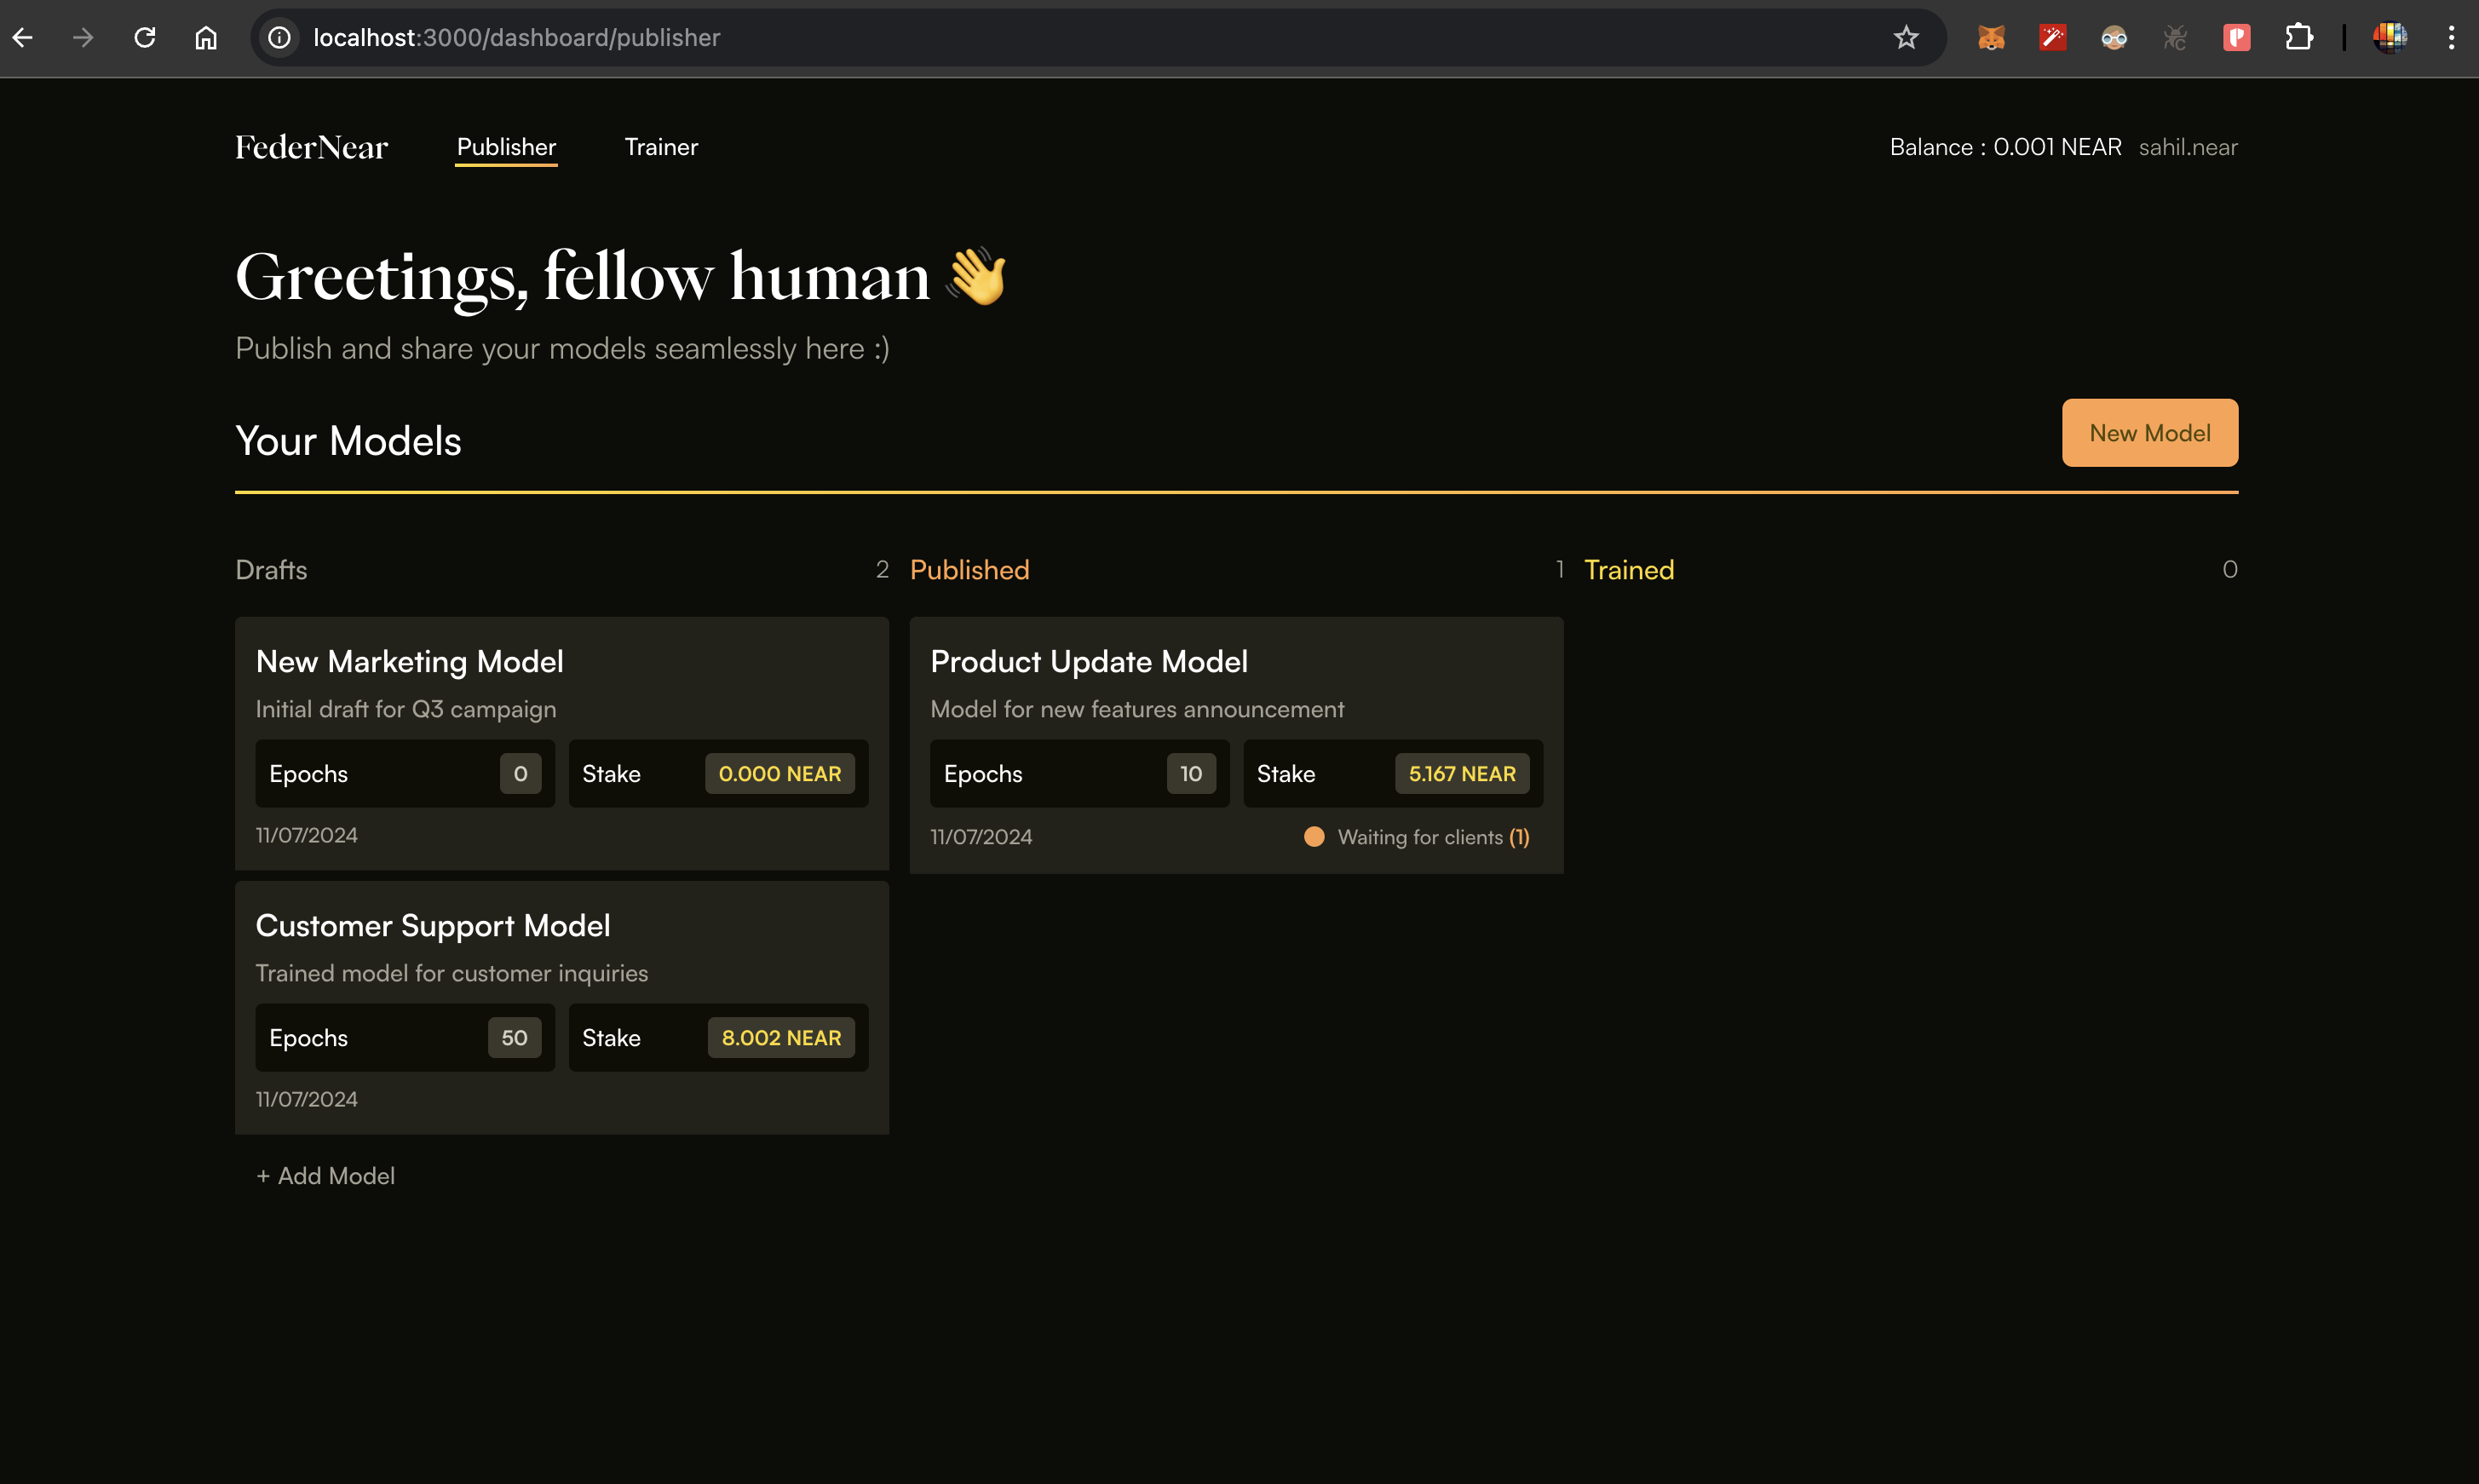 localhost:3000/dashboard/publisher
FederNear Publisher Trainer Balance : 0.001 NEAR sahil.near
Greetings, fellow human 👋
Publish and share your models seamlessly here :)
Your Models New Model
Drafts 2
New Marketing Model
Initial draft for Q3 campaign
Epochs 0 Stake 0.000 NEAR
11/07/2024
Customer Support Model
Trained model for customer inquiries
Epochs 50 Stake 8.002 NEAR
11/07/2024
+ Add Model
Published 1
Product Update Model
Model for new features announcement
Epochs 10 Stake 5.167 NEAR
11/07/2024 Waiting for clients (1)
Trained 0